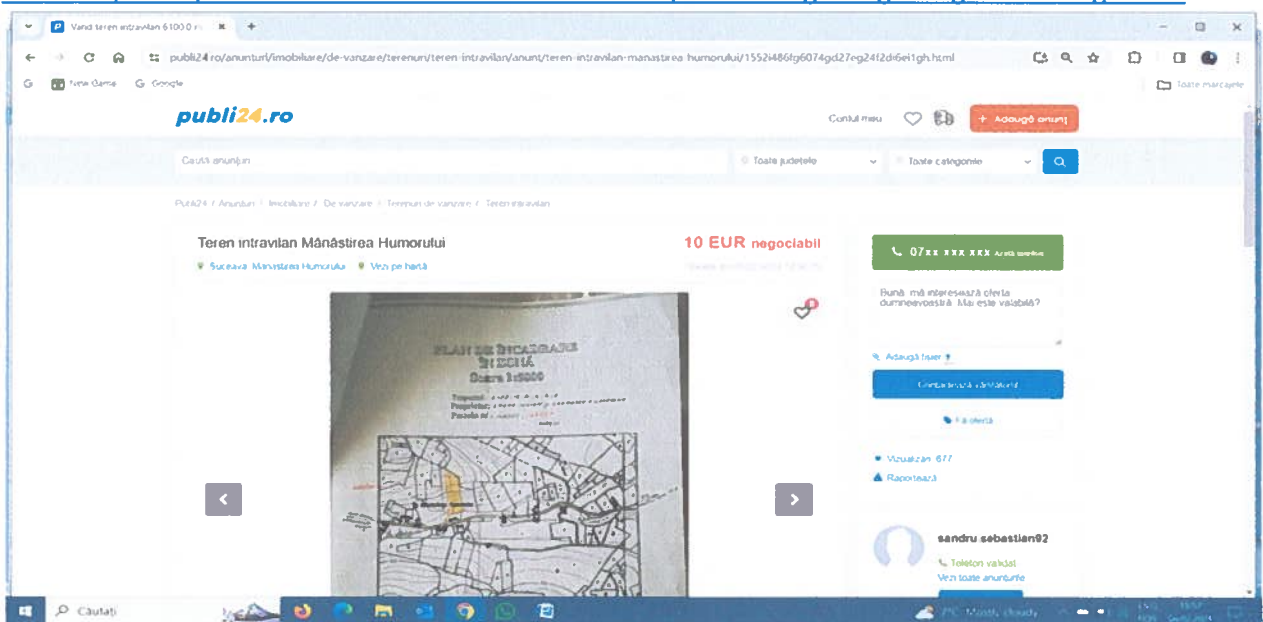 Vand teren intravilan 6100
publi24.ro/anunturi/imobiliare/de-vanzare/terenuri/teren-intravilan/anunt/teren-intravilan-manastirea-humorului/
New Game
Google
Toate marcajele
publi24.ro
Contul meu
+ Adaugă anunț
Caută anunțuri
Toate județele
Toate categoriile
Publi24 / Anunturi / Imobiliare / De vanzare / Terenuri de vanzare / Teren intravilan
Teren intravilan Mănăstirea Humorului
10 EUR negociabil
Suceava, Manastirea Humorului
Vezi pe hartă
07xx xxx xxx
Bună, mă interesează oferta
dumneavoastră. Mai este valabilă?
PLAN DE ÎNCADRARE
ÎN ZONĂ
Scara 1:5000
Adaugă fișier
Contactează vânzătorul
Fă ofertă
Vizualizări: 677
Raportează
sandru sebastian92
Telefon validat
Vezi toate anunturile
Căutați
Mostly cloudy